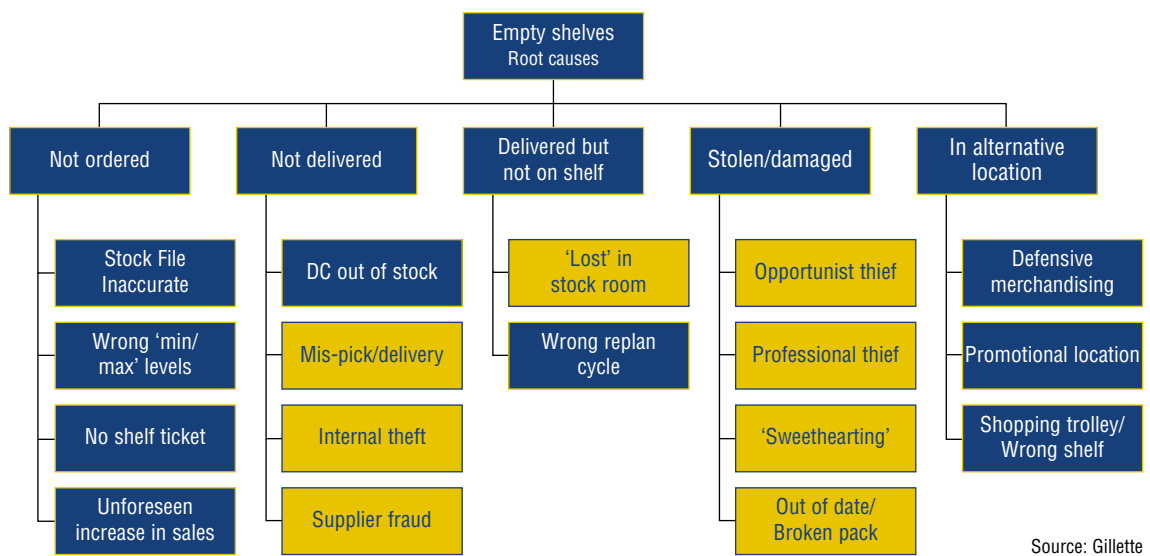 Empty shelves
Root causes
Not ordered
Not delivered
Delivered but
not on shelf
Stolen/damaged
In alternative
location
Stock File
Inaccurate
Wrong ‘min/
max’ levels
No shelf ticket
Unforeseen
increase in sales
DC out of stock
Mis-pick/delivery
Internal theft
Supplier fraud
‘Lost’ in
stock room
Wrong replan
cycle
Opportunist thief
Professional thief
‘Sweethearting’
Out of date/
Broken pack
Defensive
merchandising
Promotional location
Shopping trolley/
Wrong shelf
Source: Gillette